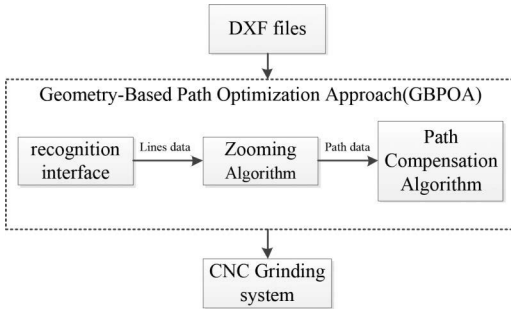 DXF files
Geometry-Based Path Optimization Approach(GBPOA)
recognition
interface
Lines data
Zooming
Algorithm
Path data
Path
Compensation
Algorithm
CNC Grinding
system